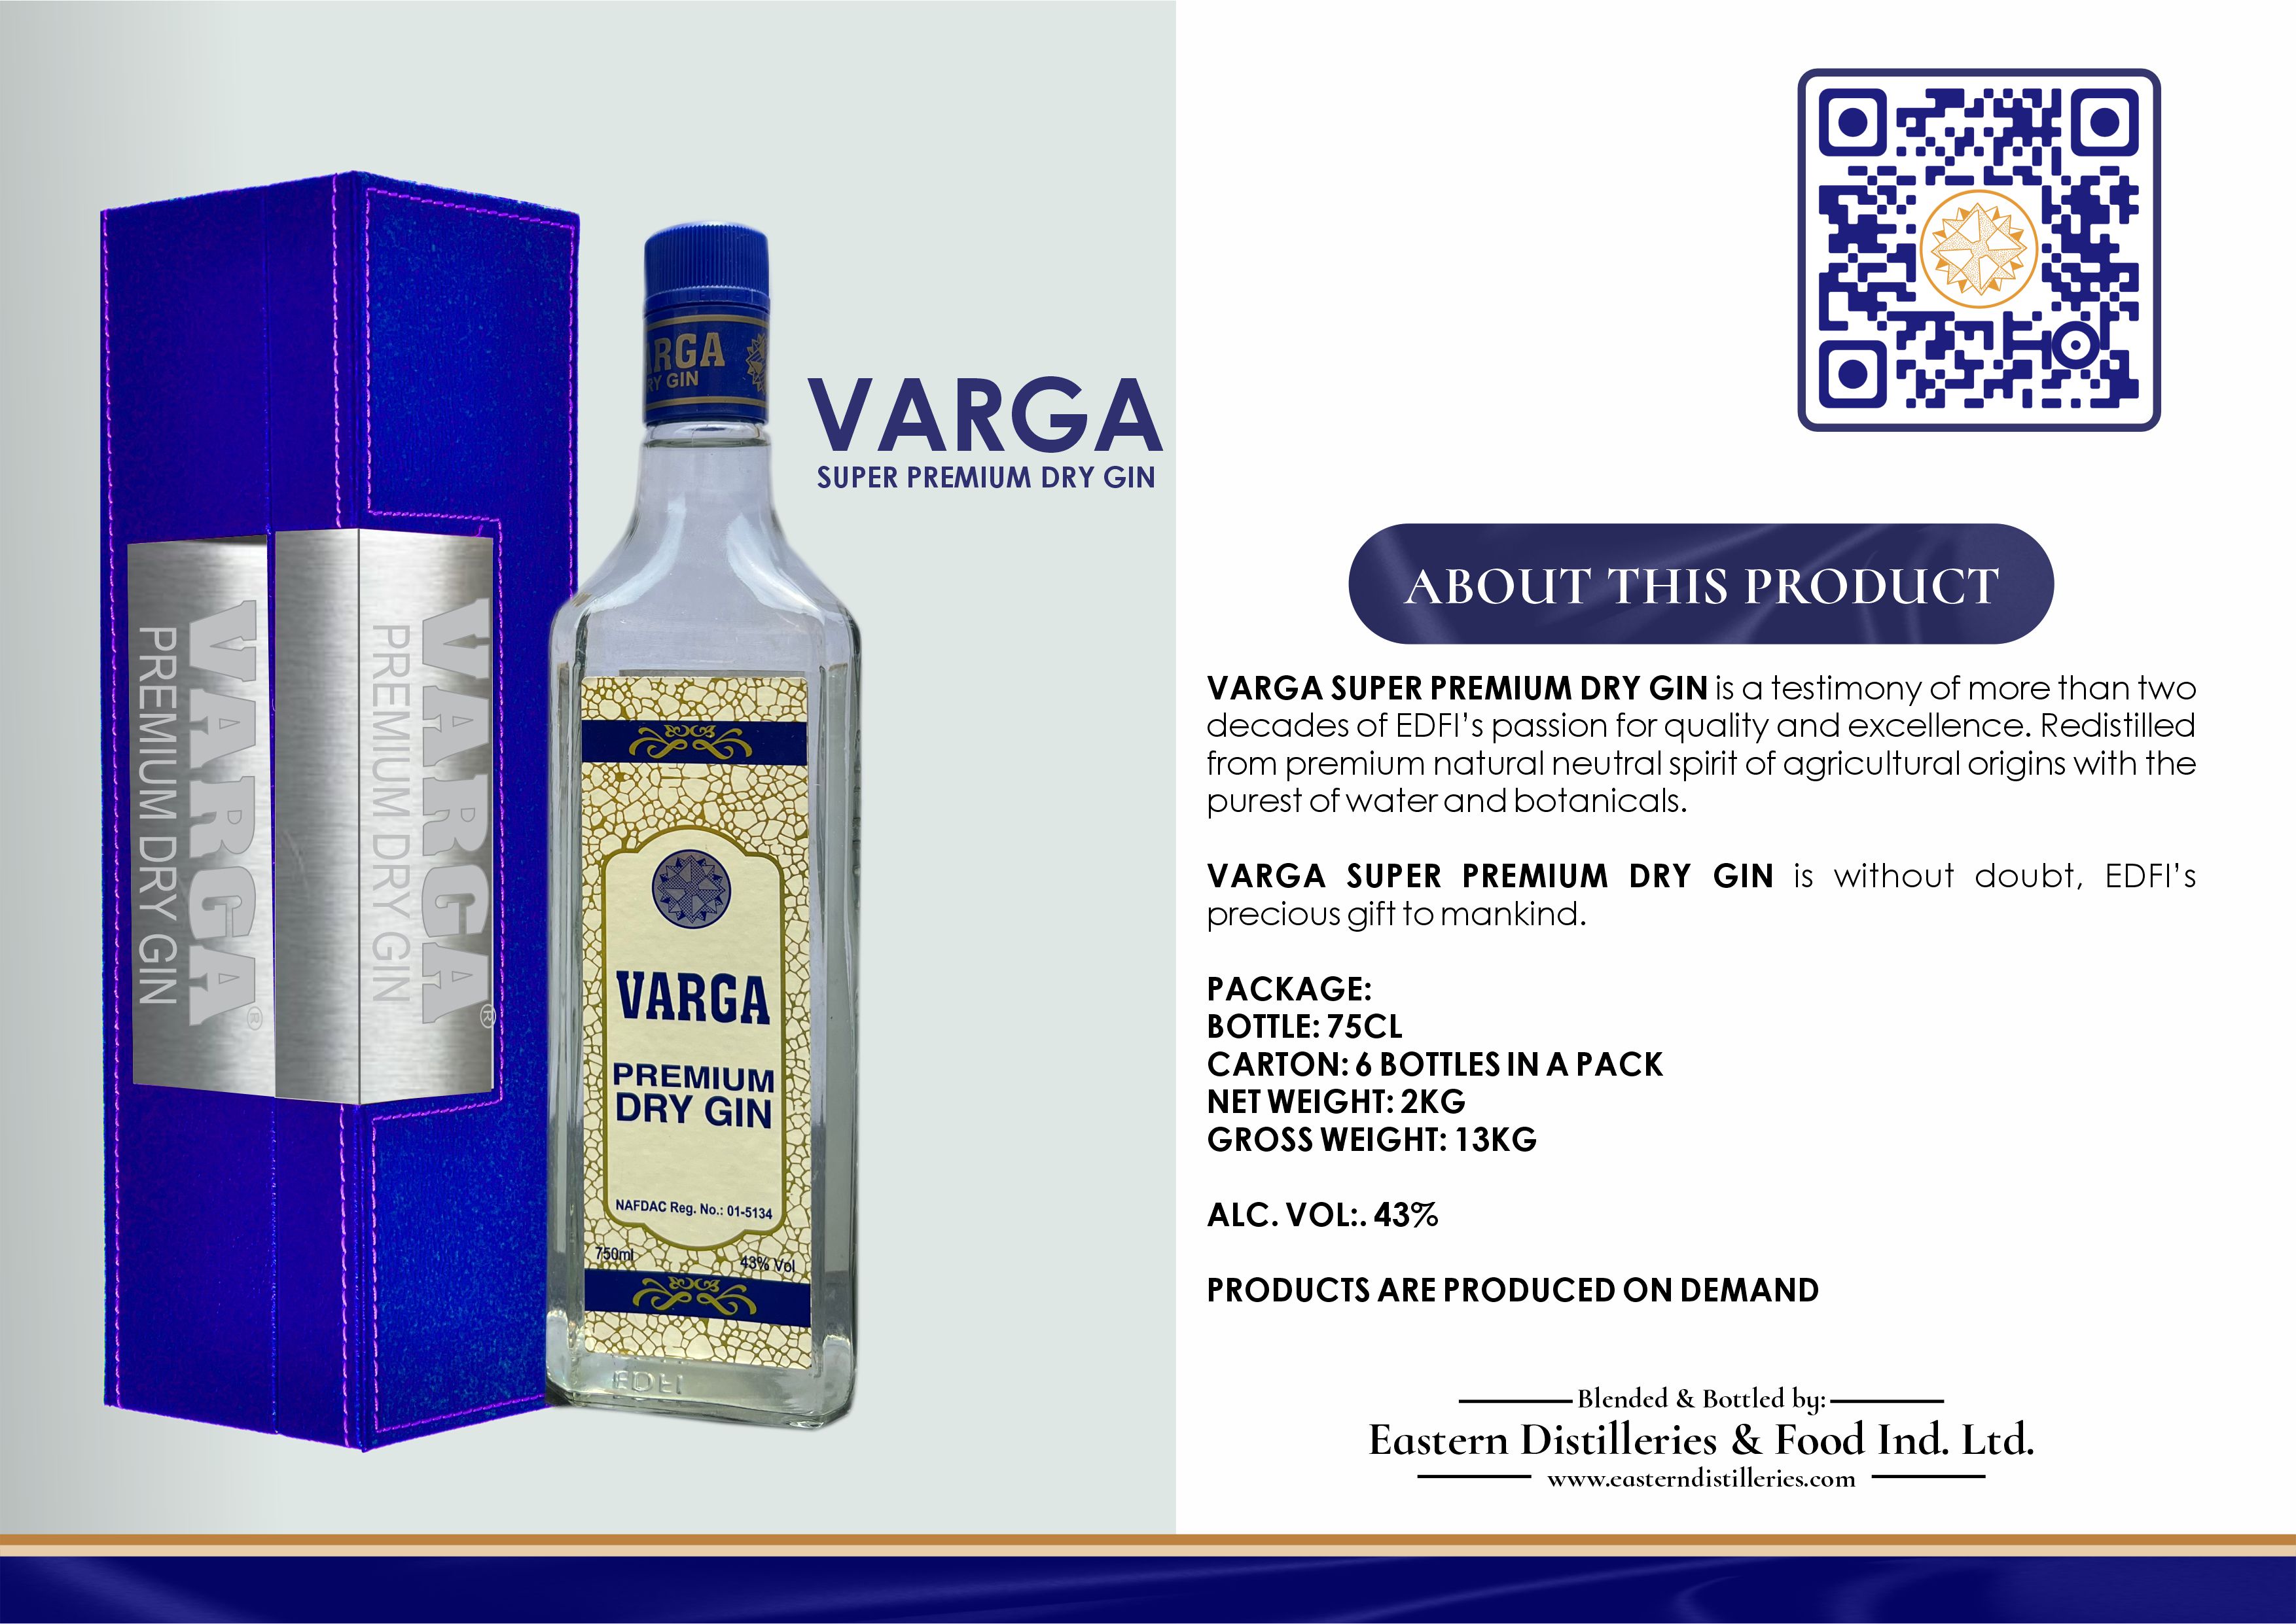 VARGA
PREMIUM DRY GIN
VARGA®
PREMIUM DRY GIN
ARGA
RY GIN
VARGA
PREMIUM
DRY GIN
NAFDAC Reg. No.: 01-5134
750ml
43% Vol
EDFI
VARGA
SUPER PREMIUM DRY GIN
ABOUT THIS PRODUCT
VARGA SUPER PREMIUM DRY GIN is a testimony of more than two
decades of EDFI's passion for quality and excellence. Redistilled
from premium natural neutral spirit of agricultural origins with the
purest of water and botanicals.
VARGA SUPER PREMIUM DRY GIN is without doubt, EDFI's
precious gift to mankind.
PACKAGE:
BOTTLE: 75CL
CARTON: 6 BOTTLES IN A PACK
NET WEIGHT: 2KG
GROSS WEIGHT: 13KG
ALC. VOL:. 43%
PRODUCTS ARE PRODUCED ON DEMAND
Blended & Bottled by:
Eastern Distilleries & Food Ind. Ltd.
www.easterndistilleries.com